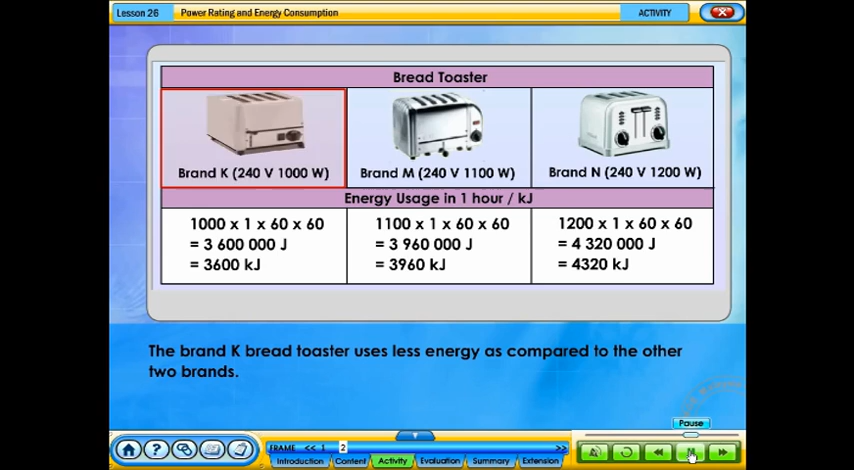 Lesson 26
Power Rating and Energy Consumption
ACTIVITY
Bread Toaster
Brand K (240 V 1000 W)
Brand M (240 V 1100 W)
Brand N (240 V 1200 W)
Energy Usage in 1 hour / kJ
1000 x 1 x 60 x 60
= 3 600 000 J
= 3600 kJ
1100 x 1 x 60 x 60
= 3 960 000 J
= 3960 kJ
1200 x 1 x 60 x 60
= 4 320 000 J
= 4320 kJ
The brand K bread toaster uses less energy as compared to the other
two brands.
Pause
FRAME << 1 2 >>
Introduction Content Activity Evaluation Summary Extension